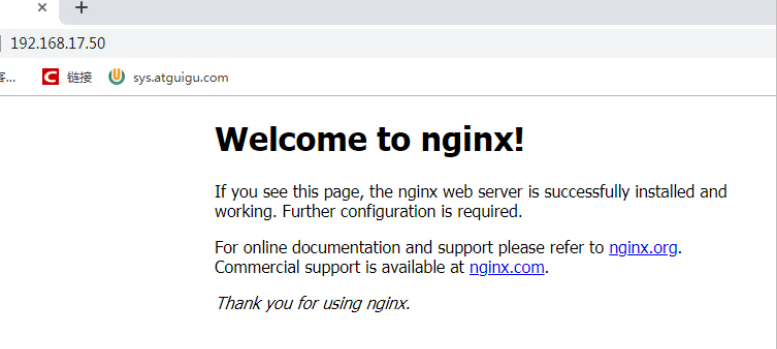 192.168.17.50
链接
sys.atguigu.com
Welcome to nginx!
If you see this page, the nginx web server is successfully installed and
working. Further configuration is required.
For online documentation and support please refer to nginx.org.
Commercial support is available at nginx.com.
Thank you for using nginx.